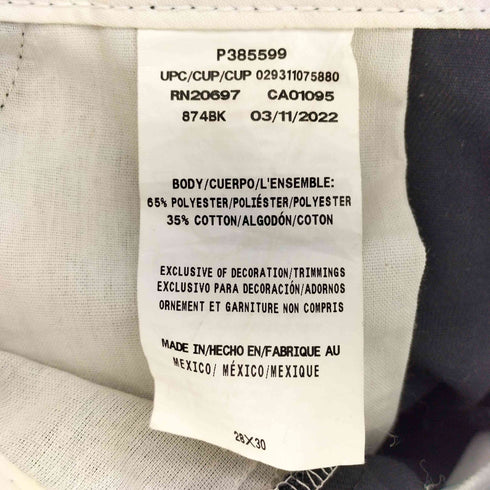 P385599
UPC/CUP/CUP 029311075880
RN20697 CA01095
874BK 03/11/2022
BODY/CUERPO/L'ENSEMBLE:
65% POLYESTER/POLIÉSTER/POLYESTER
35% COTTON/ALGODÓN/COTON
EXCLUSIVE OF DECORATION/TRIMMINGS
EXCLUSIVO PARA DECORACIÓN/ADORNOS
ORNEMENT ET GARNITURE NON COMPRIS
MADE IN/HECHO EN/FABRIQUE AU
MEXICO/ MÉXICO/MEXIQUE
28X30